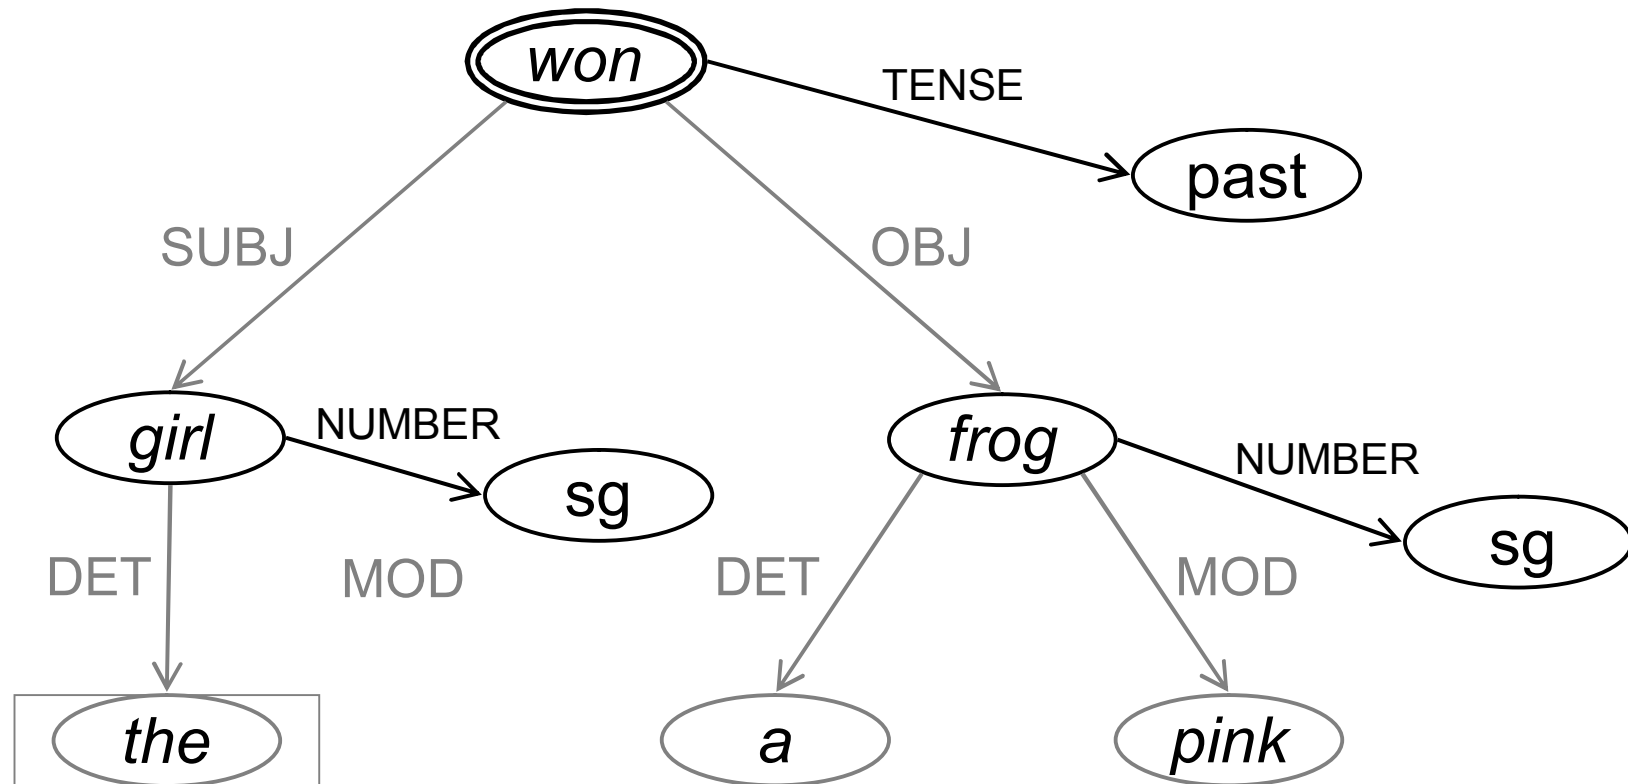 won
TENSE
past
SUBJ
OBJ
girl
NUMBER
sg
frog
NUMBER
sg
DET
MOD
DET
MOD
the
a
pink